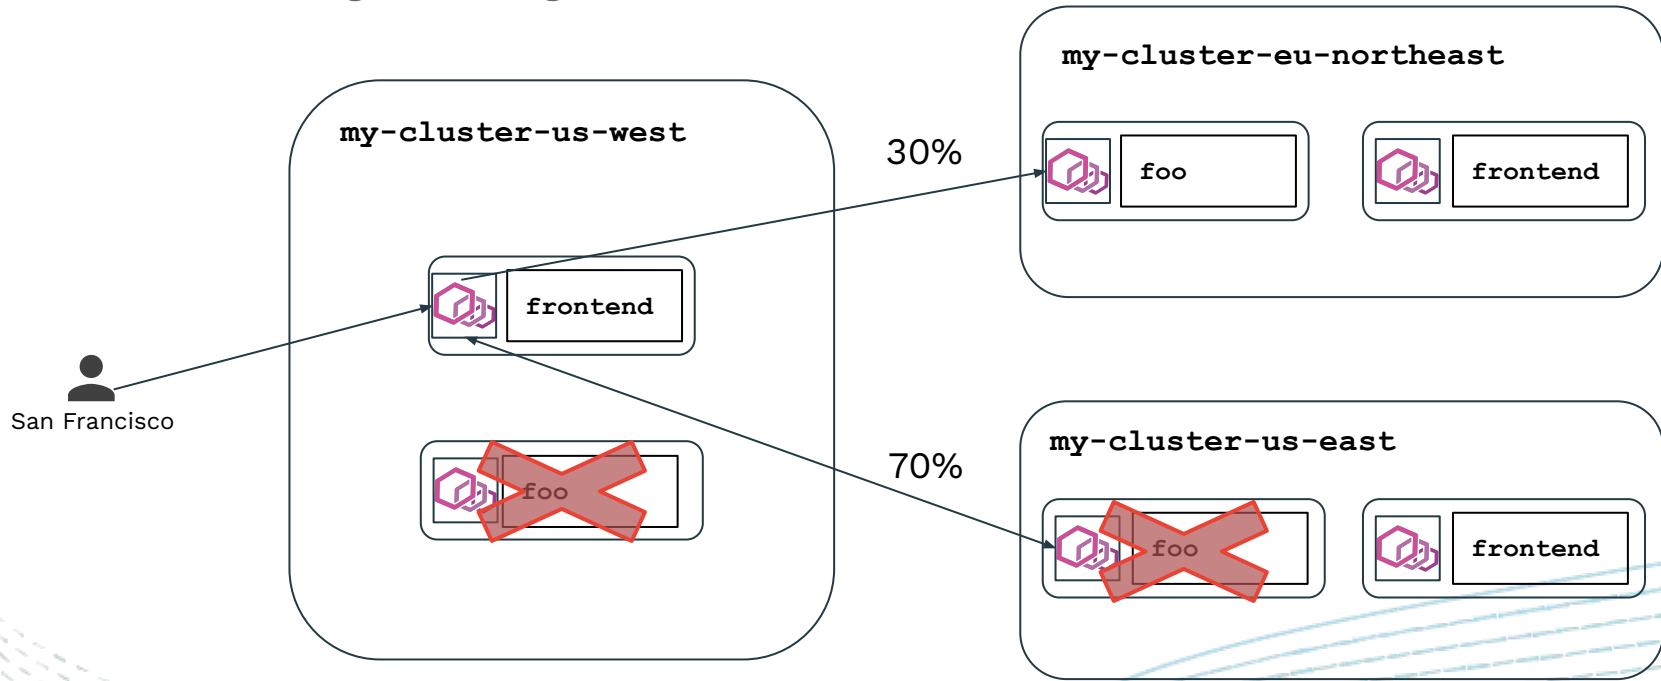 my-cluster-eu-northeast
my-cluster-us-west
30%
foo
frontend
frontend
San Francisco
my-cluster-us-east
70%
foo
foo
frontend